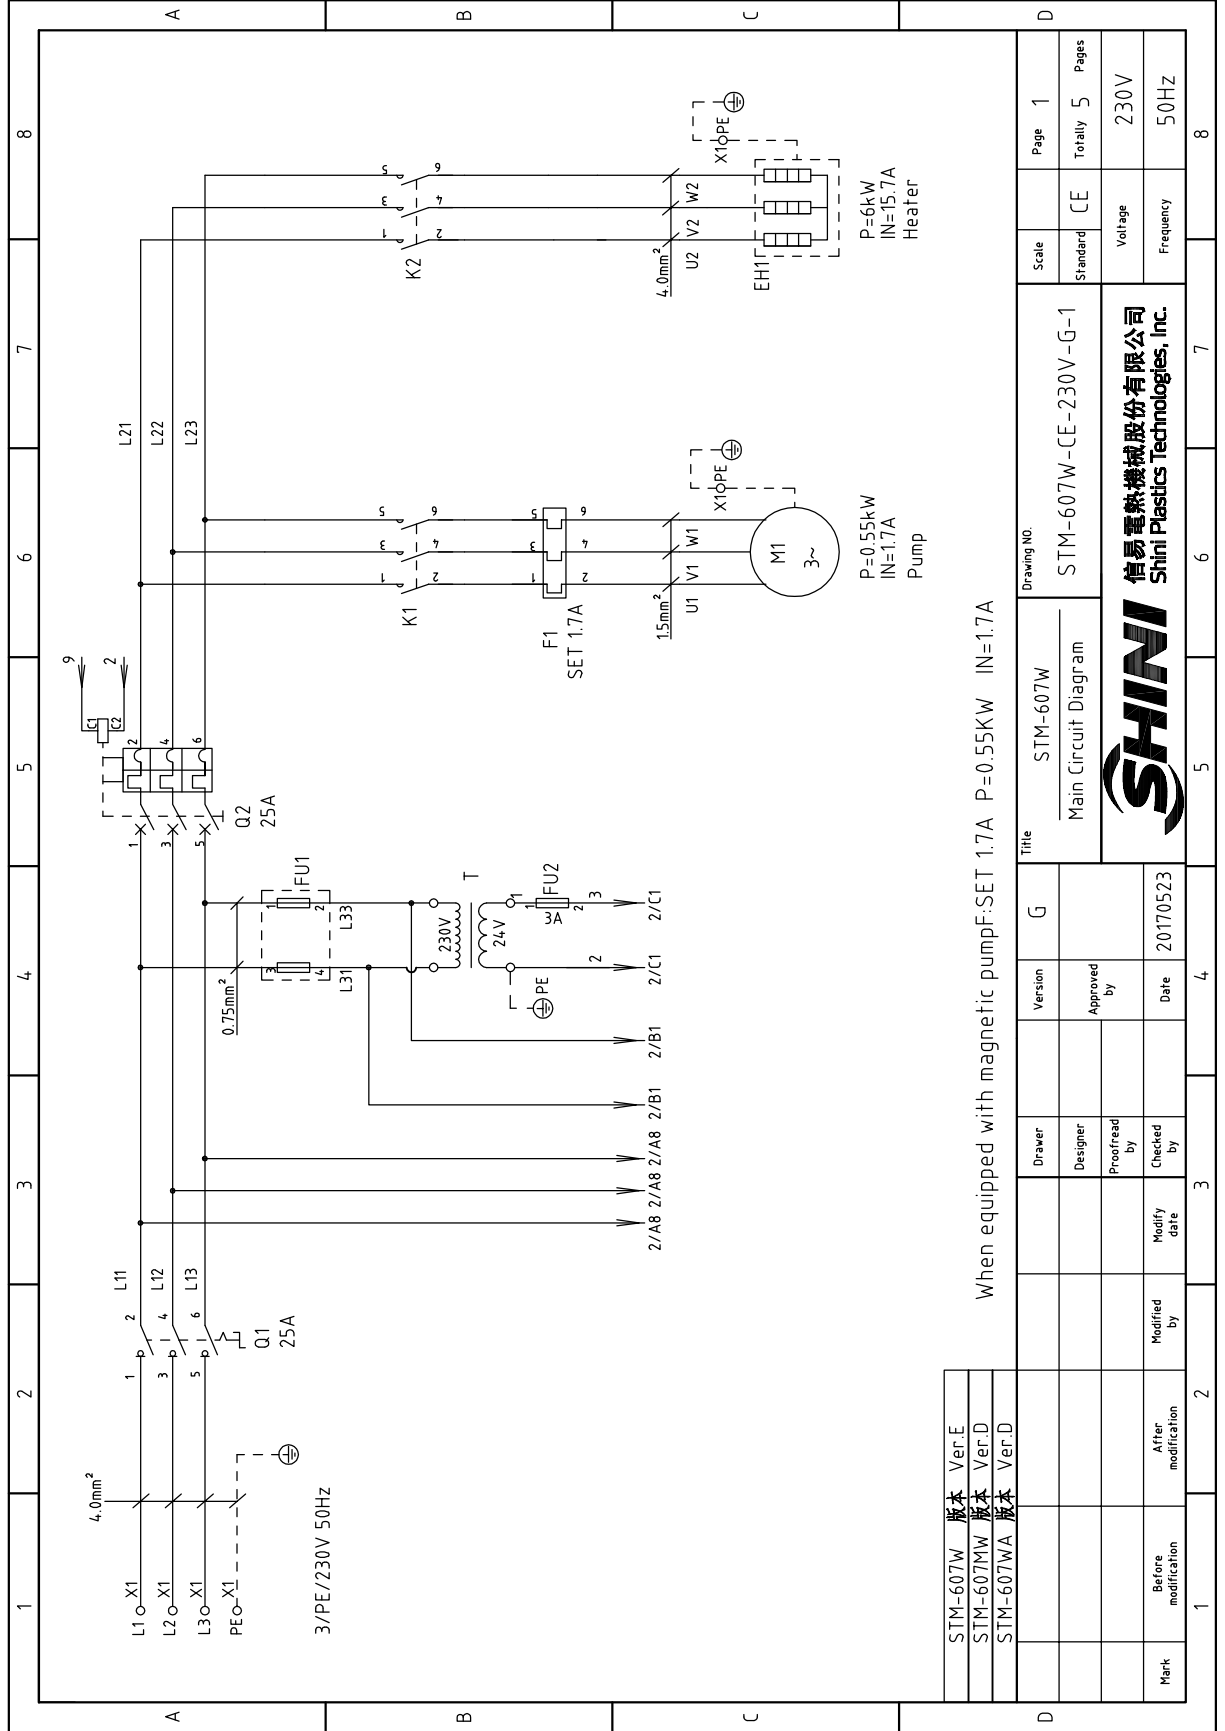 1 2 3 4 5 6 7 8
A
B
C
D
L1 X1
L2 X1
L3 X1
PE X1
4.0mm²
3/PE/230V 50Hz
1 2
3 4
5 6
Q1
25A
L11
L12
L13
2/A8 2/A8 2/A8 2/B1 2/B1 2/C1 2/C1
0.75mm²
1 2
3 4
FU1
L31
L33
230V
24V
T
PE
1 2
3A
FU2
2
3
1 2
3 4
5 6
Q2
25A
C1
C2
9
2
L21
L22
L23
1 3 5
K1
2 4 6
1 3 5
F1
SET 1.7A
2 4 6
1.5mm²
U1 V1 W1
X1 PE
M1
3~
P=0.55kW
IN=1.7A
Pump
1 3 5
K2
2 4 6
4.0mm²
U2 V2 W2
X1 PE
EH1
P=6kW
IN=15.7A
Heater
When equipped with magnetic pumpF:SET 1.7A P=0.55KW IN=1.7A
STM-607W 版本 Ver.E
STM-607MW 版本 Ver.D
STM-607WA 版本 Ver.D
Mark
Before modification
After modification
Modified by
Modify date
Drawer
Designer
Proofread by
Checked by
Version G
Approved by
Date 20170523
Title
STM-607W
Main Circuit Diagram
Drawing NO.
STM-607W-CE-230V-G-1
SHINI
信易電熱機械股份有限公司
Shini Plastics Technologies, Inc.
Scale
Page 1
Standard CE
Totally 5 Pages
Voltage 230V
Frequency 50Hz
A
B
C
D
1 2 3 4 5 6 7 8